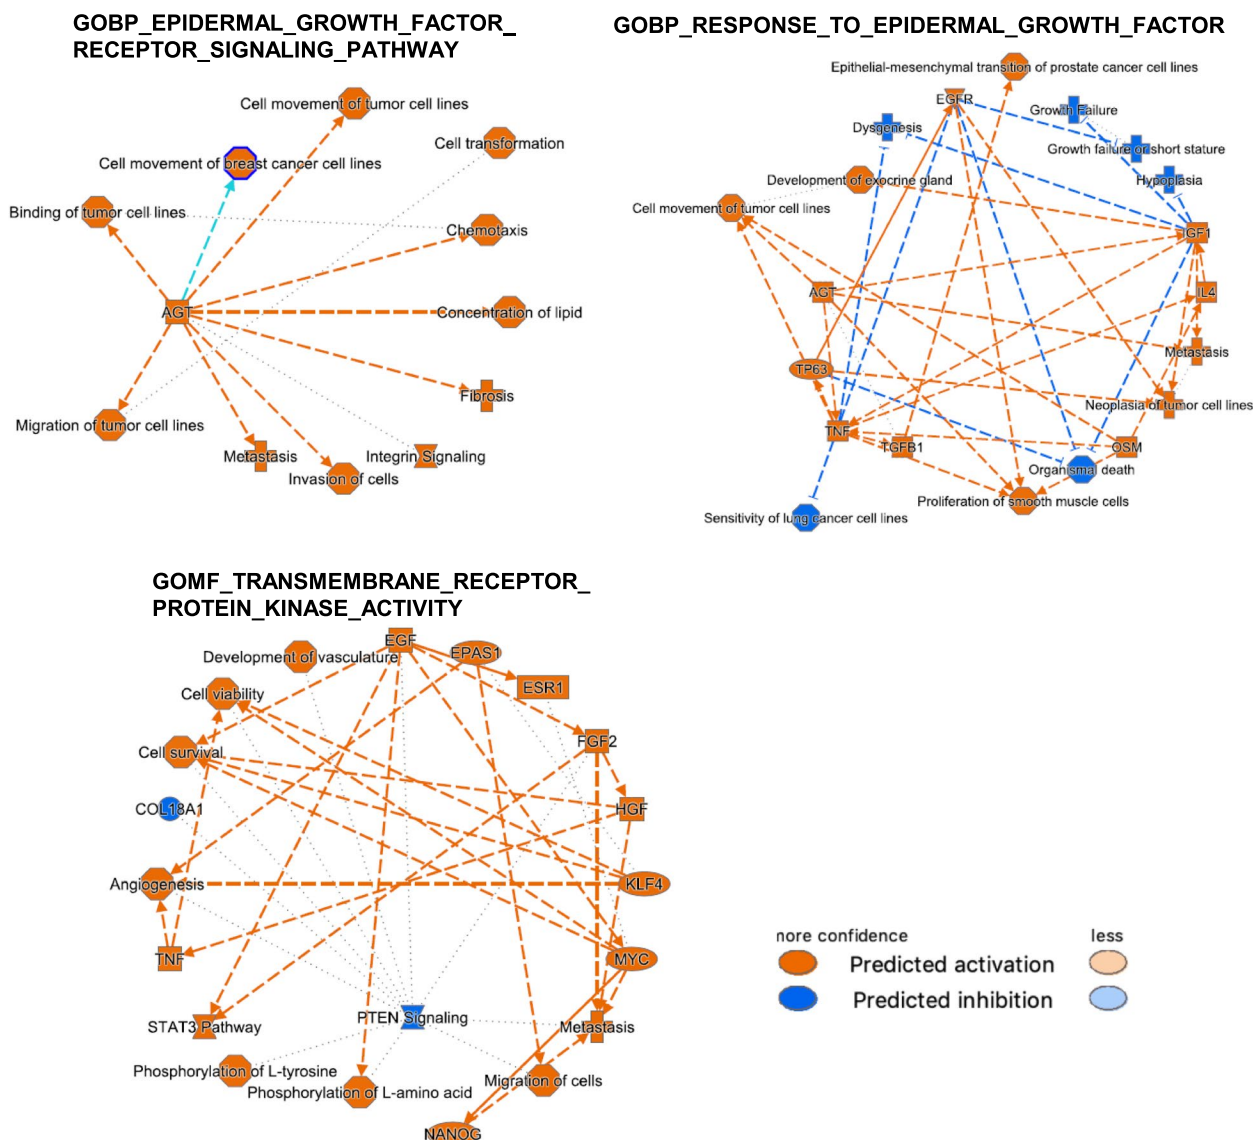 GOBP_EPIDERMAL_GROWTH_FACTOR_
RECEPTOR_SIGNALING_PATHWAY
Cell movement of tumor cell lines
Cell transformation
Cell movement of breast cancer cell lines
Binding of tumor cell lines
Chemotaxis
AGT
Concentration of lipid
Fibrosis
Migration of tumor cell lines
Metastasis
Integrin Signaling
Invasion of cells
GOBP_RESPONSE_TO_EPIDERMAL_GROWTH_FACTOR
Epithelial-mesenchymal transition of prostate cancer cell lines
EGFR
Growth Failure
Dysgenesis
Growth failure or short stature
Development of exocrine gland
Hypoplasia
Cell movement of tumor cell lines
IGF1
AGT
IL4
Metastasis
TP63
Neoplasia of tumor cell lines
TNF
TGFB1
OSM
Organismal death
Proliferation of smooth muscle cells
Sensitivity of lung cancer cell lines
GOMF_TRANSMEMBRANE_RECEPTOR_
PROTEIN_KINASE_ACTIVITY
EGF
Development of vasculature
EPAS1
Cell viability
ESR1
Cell survival
FGF2
COL18A1
HGF
Angiogenesis
KLF4
TNF
MYC
STAT3 Pathway
PTEN Signaling
Metastasis
Phosphorylation of L-tyrosine
Phosphorylation of L-amino acid
Migration of cells
NANOG
more confidence
less
Predicted activation
Predicted inhibition